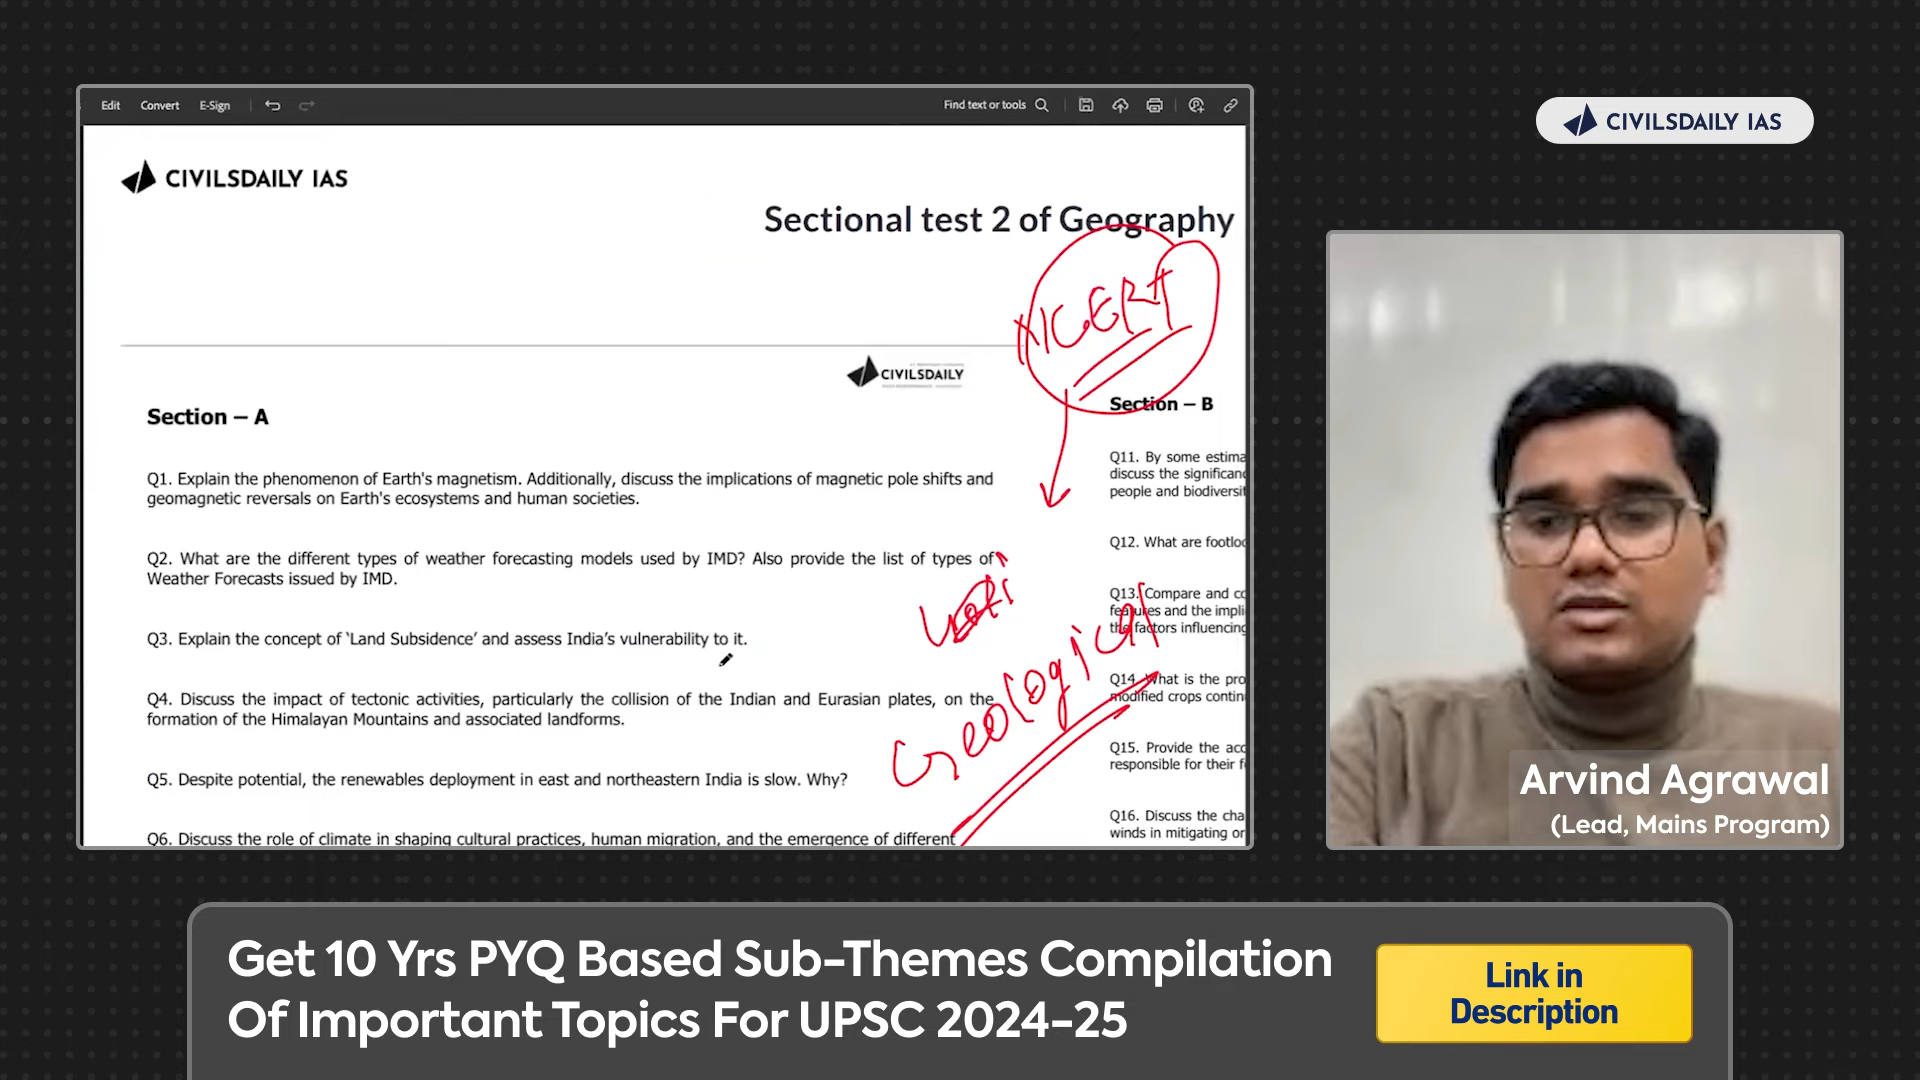 Edit Convert E-Sign Find text or tools
CIVILSDAILY IAS
CIVILSDAILY IAS
Sectional test 2 of Geography
NCERT
CIVILSDAILY
Section – A
Q1. Explain the phenomenon of Earth's magnetism. Additionally, discuss the implications of magnetic pole shifts and
geomagnetic reversals on Earth's ecosystems and human societies.
Q2. What are the different types of weather forecasting models used by IMD? Also provide the list of types of
Weather Forecasts issued by IMD.
Q3. Explain the concept of ‘Land Subsidence’ and assess India’s vulnerability to it.
Q4. Discuss the impact of tectonic activities, particularly the collision of the Indian and Eurasian plates, on the
formation of the Himalayan Mountains and associated landforms.
Q5. Despite potential, the renewables deployment in east and northeastern India is slow. Why?
Q6. Discuss the role of climate in shaping cultural practices, human migration, and the emergence of different
Geological
Section – B
Q11. By some estima
discuss the significanc
people and biodiversit
Q12. What are footloo
Q13. Compare and co
features and the impli
the factors influencing
Q14. What is the pro
modified crops contin
Q15. Provide the acc
responsible for their f
Q16. Discuss the cha
winds in mitigating or
Arvind Agrawal
(Lead, Mains Program)
Get 10 Yrs PYQ Based Sub-Themes Compilation
Of Important Topics For UPSC 2024-25
Link in
Description